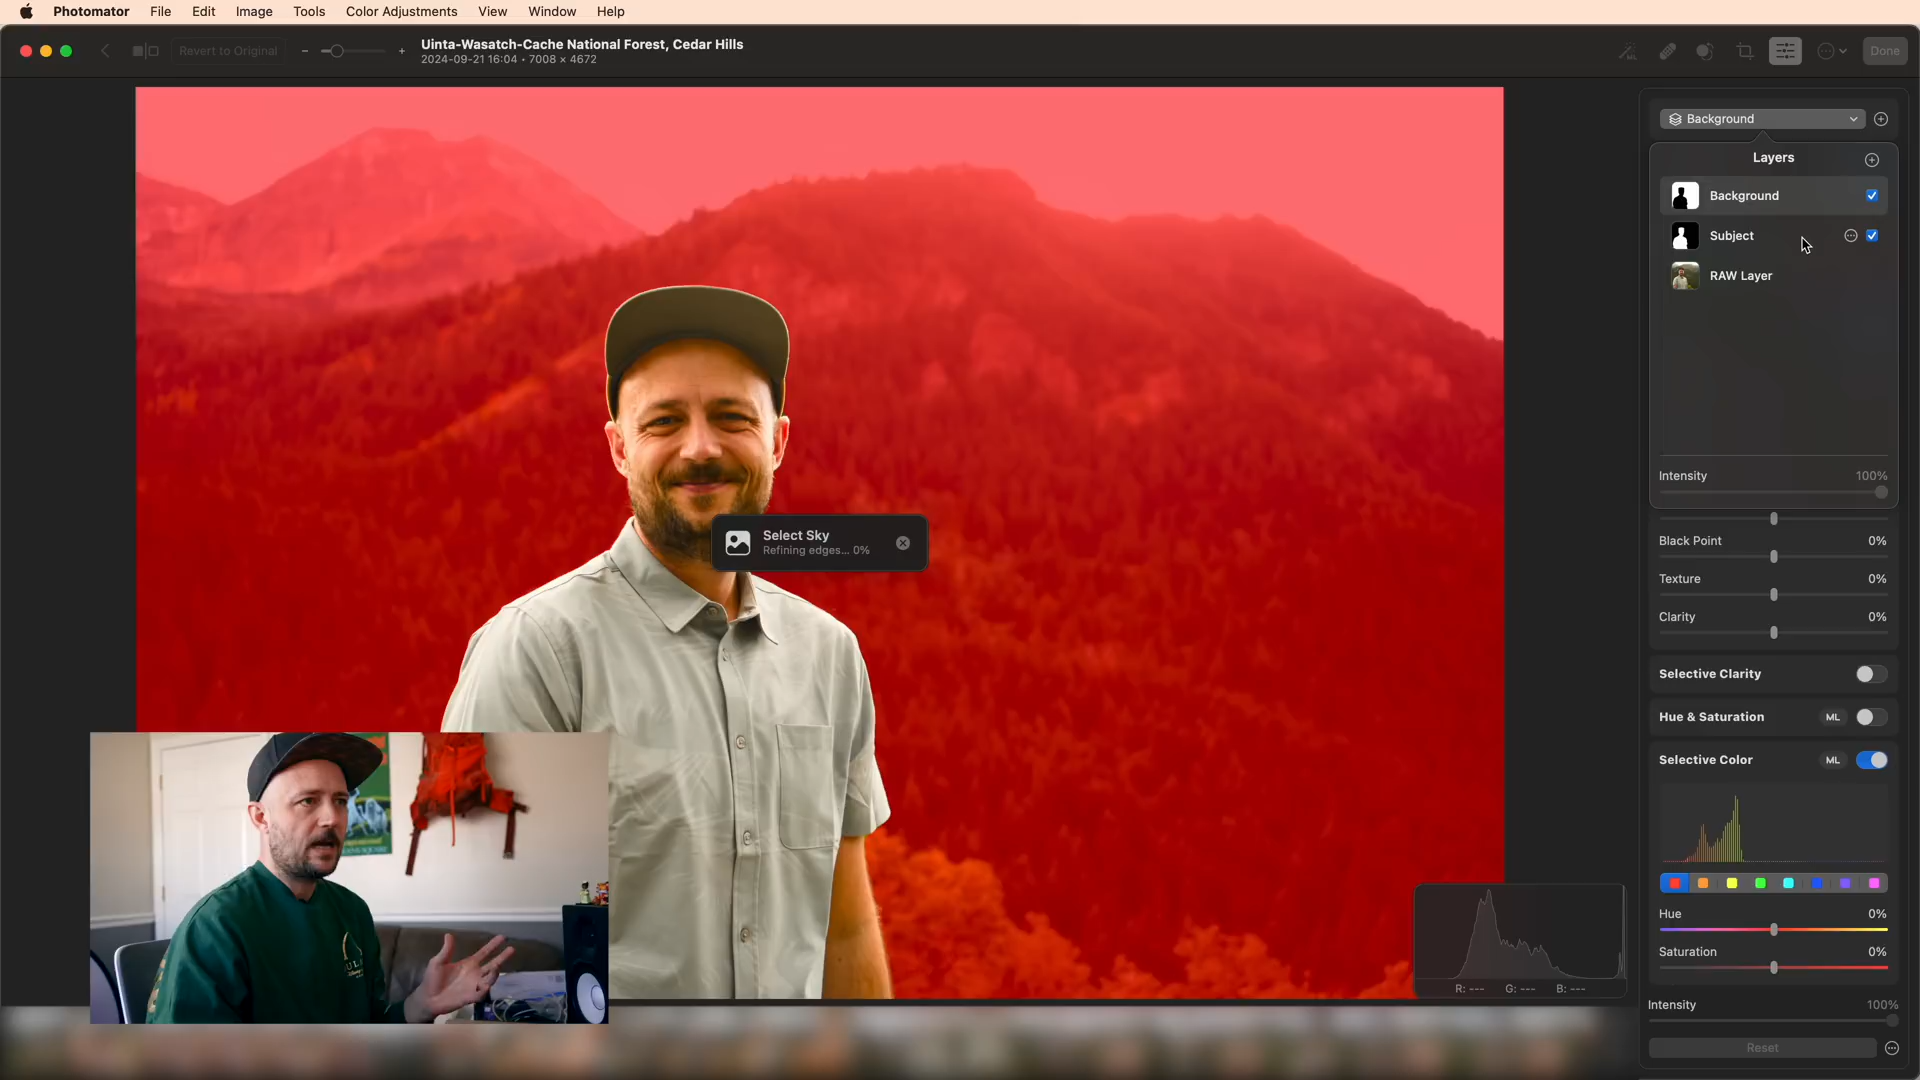 Photomator File Edit Image Tools Color Adjustments View Window Help
Revert to Original
Uinta-Wasatch-Cache National Forest, Cedar Hills
2024-09-21 16:04 • 7008 × 4672
ML
Done
Background
Layers
Background
Subject
RAW Layer
Intensity 100%
Select Sky
Refining edges... 0%
Black Point 0%
Texture 0%
Clarity 0%
Selective Clarity
Hue & Saturation ML
Selective Color ML
Hue 0%
Saturation 0%
R: --- G: --- B: ---
Intensity 100%
Reset